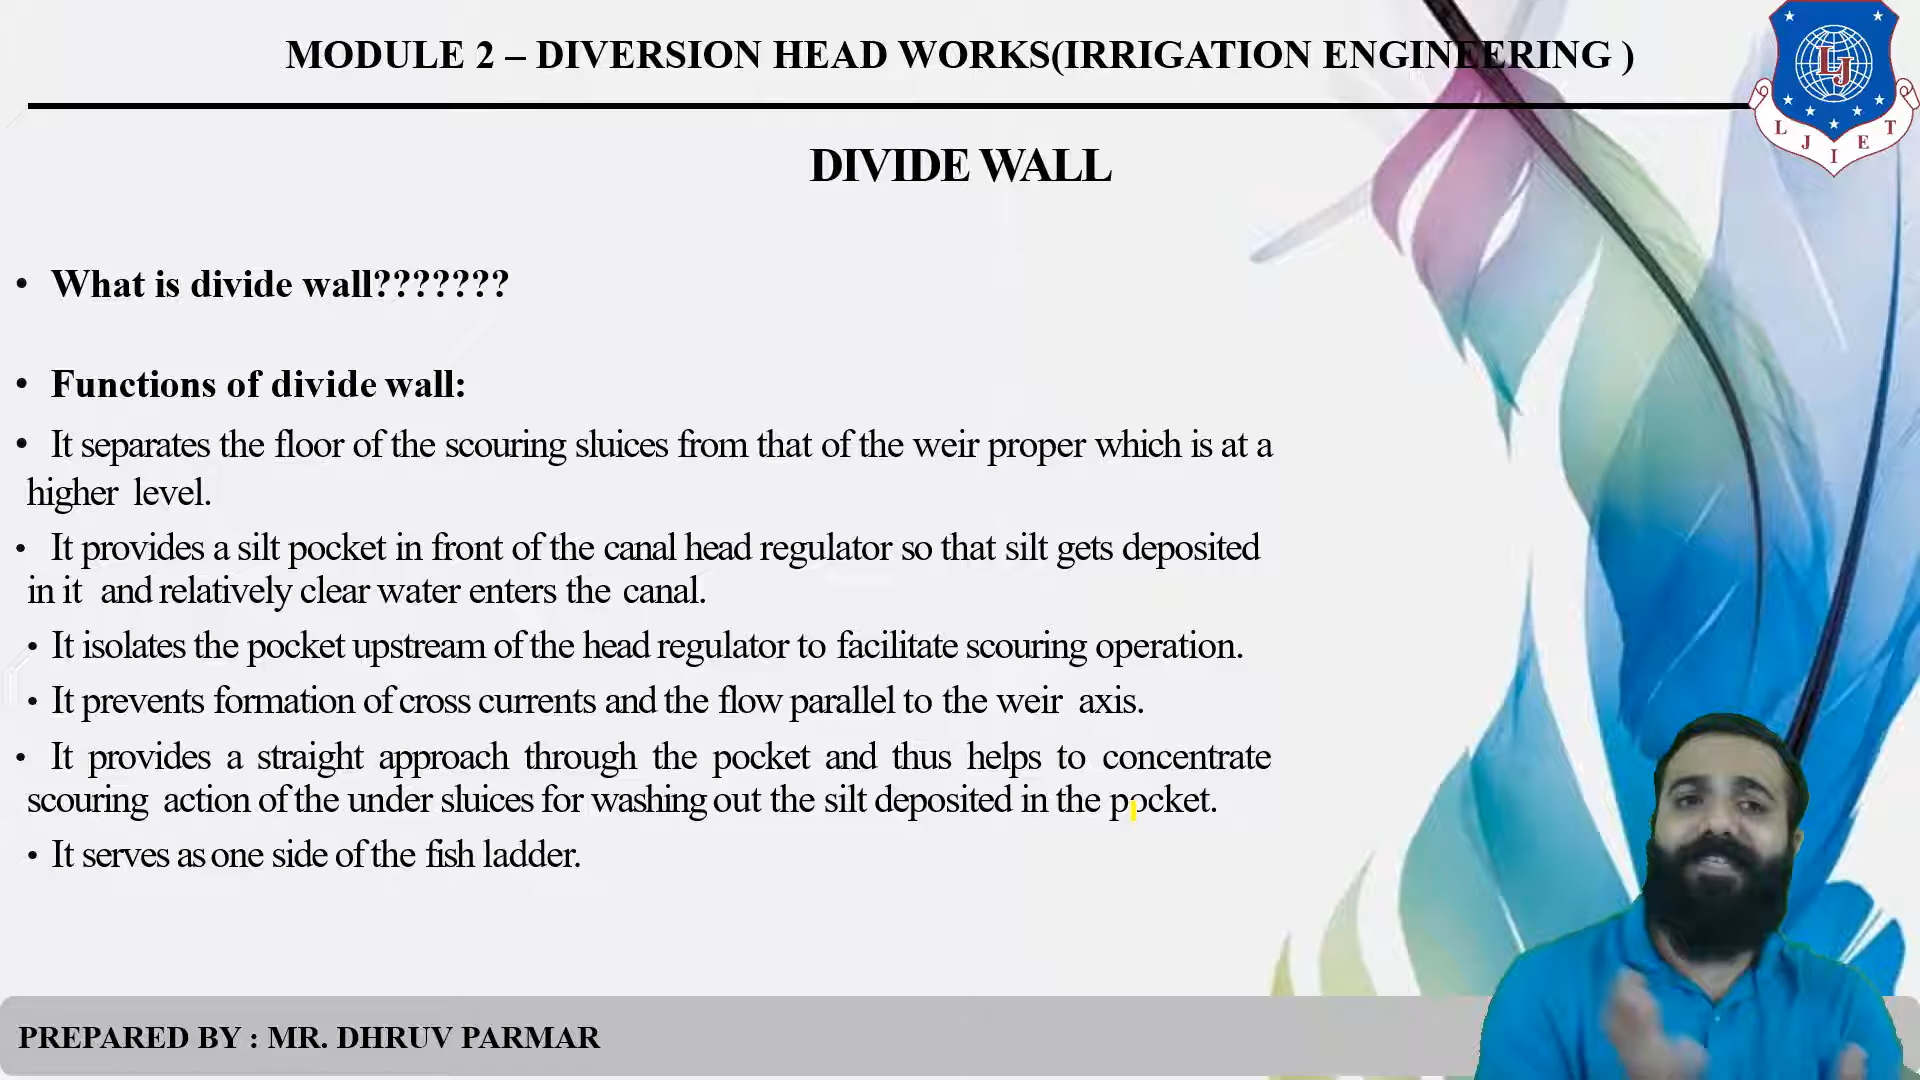 MODULE 2 – DIVERSION HEAD WORKS(IRRIGATION ENGINEERING )
LJ
L J I E T
DIVIDE WALL
• What is divide wall???????
• Functions of divide wall:
• It separates the floor of the scouring sluices from that of the weir proper which is at a
higher level.
• It provides a silt pocket in front of the canal head regulator so that silt gets deposited
in it and relatively clear water enters the canal.
• It isolates the pocket upstream of the head regulator to facilitate scouring operation.
• It prevents formation of cross currents and the flow parallel to the weir axis.
• It provides a straight approach through the pocket and thus helps to concentrate
scouring action of the under sluices for washing out the silt deposited in the pocket.
• It serves as one side of the fish ladder.
PREPARED BY : MR. DHRUV PARMAR